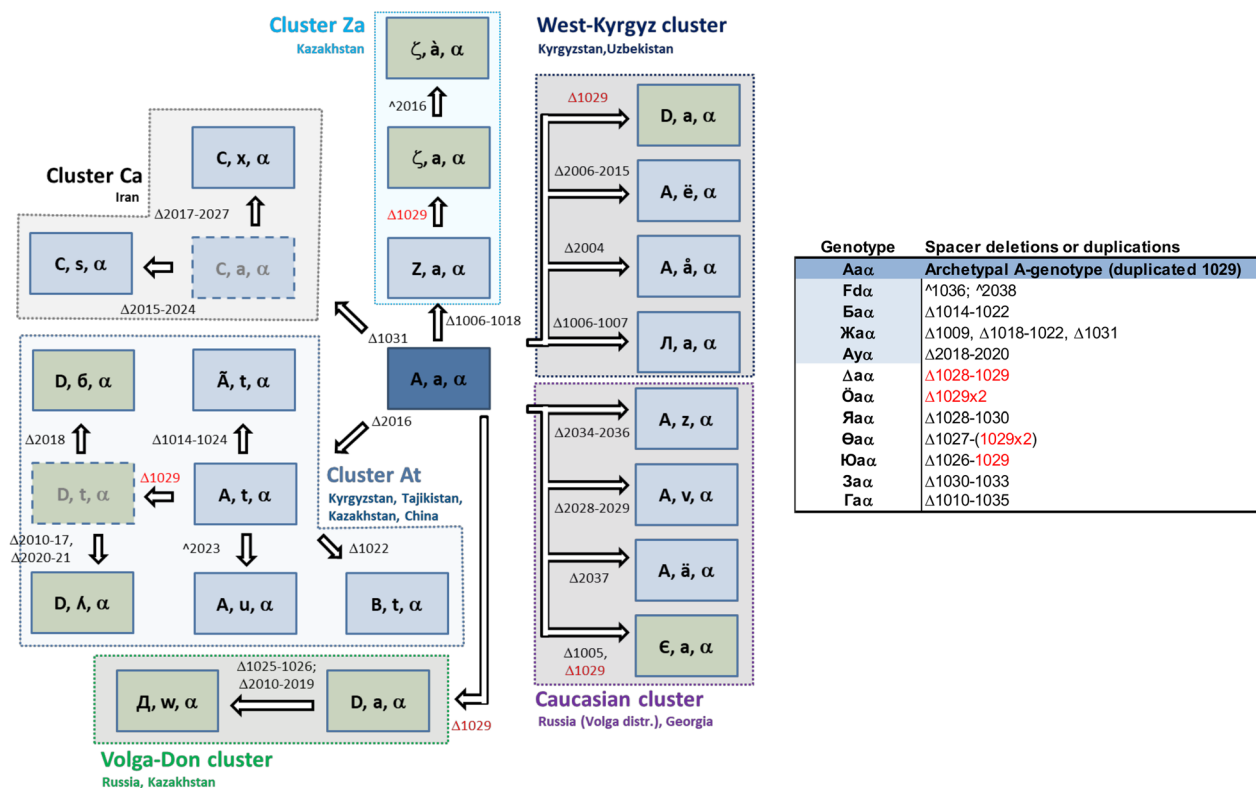 Cluster Za
Kazakhstan
ζ, à, α
^2016
ζ, a, α
Δ1029
Z, a, α
Δ1006-1018
West-Kyrgyz cluster
Kyrgyzstan,Uzbekistan
Δ1029
D, a, α
Δ2006-2015
A, ë, α
Δ2004
A, å, α
Δ1006-1007
Л, a, α
Cluster Ca
Iran
C, x, α
Δ2017-2027
C, s, α
C, a, α
Δ2015-2024
Δ1031
A, a, α
Δ2016
D, б, α
Ã, t, α
Δ2018
Δ1014-1024
Cluster At
Kyrgyzstan, Tajikistan,
Kazakhstan, China
D, t, α
Δ1029
A, t, α
Δ2010-17,
Δ2020-21
^2023
Δ1022
D, ʎ, α
A, u, α
B, t, α
A, z, α
Δ2034-2036
A, v, α
Δ2028-2029
A, ä, α
Δ2037
Є, a, α
Δ1005,
Δ1029
Caucasian cluster
Russia (Volga distr.), Georgia
Δ1025-1026;
Δ2010-2019
Д, w, α
D, a, α
Δ1029
Volga-Don cluster
Russia, Kazakhstan
Genotype Spacer deletions or duplications
Aaα Archetypal A-genotype (duplicated 1029)
Fdα ^1036; ^2038
Бaα Δ1014-1022
Жaα Δ1009, Δ1018-1022, Δ1031
Ayα Δ2018-2020
Δaα Δ1028-1029
Öaα Δ1029x2
Яaα Δ1028-1030
Өaα Δ1027-(1029x2)
Юaα Δ1026-1029
Зaα Δ1030-1033
Гaα Δ1010-1035